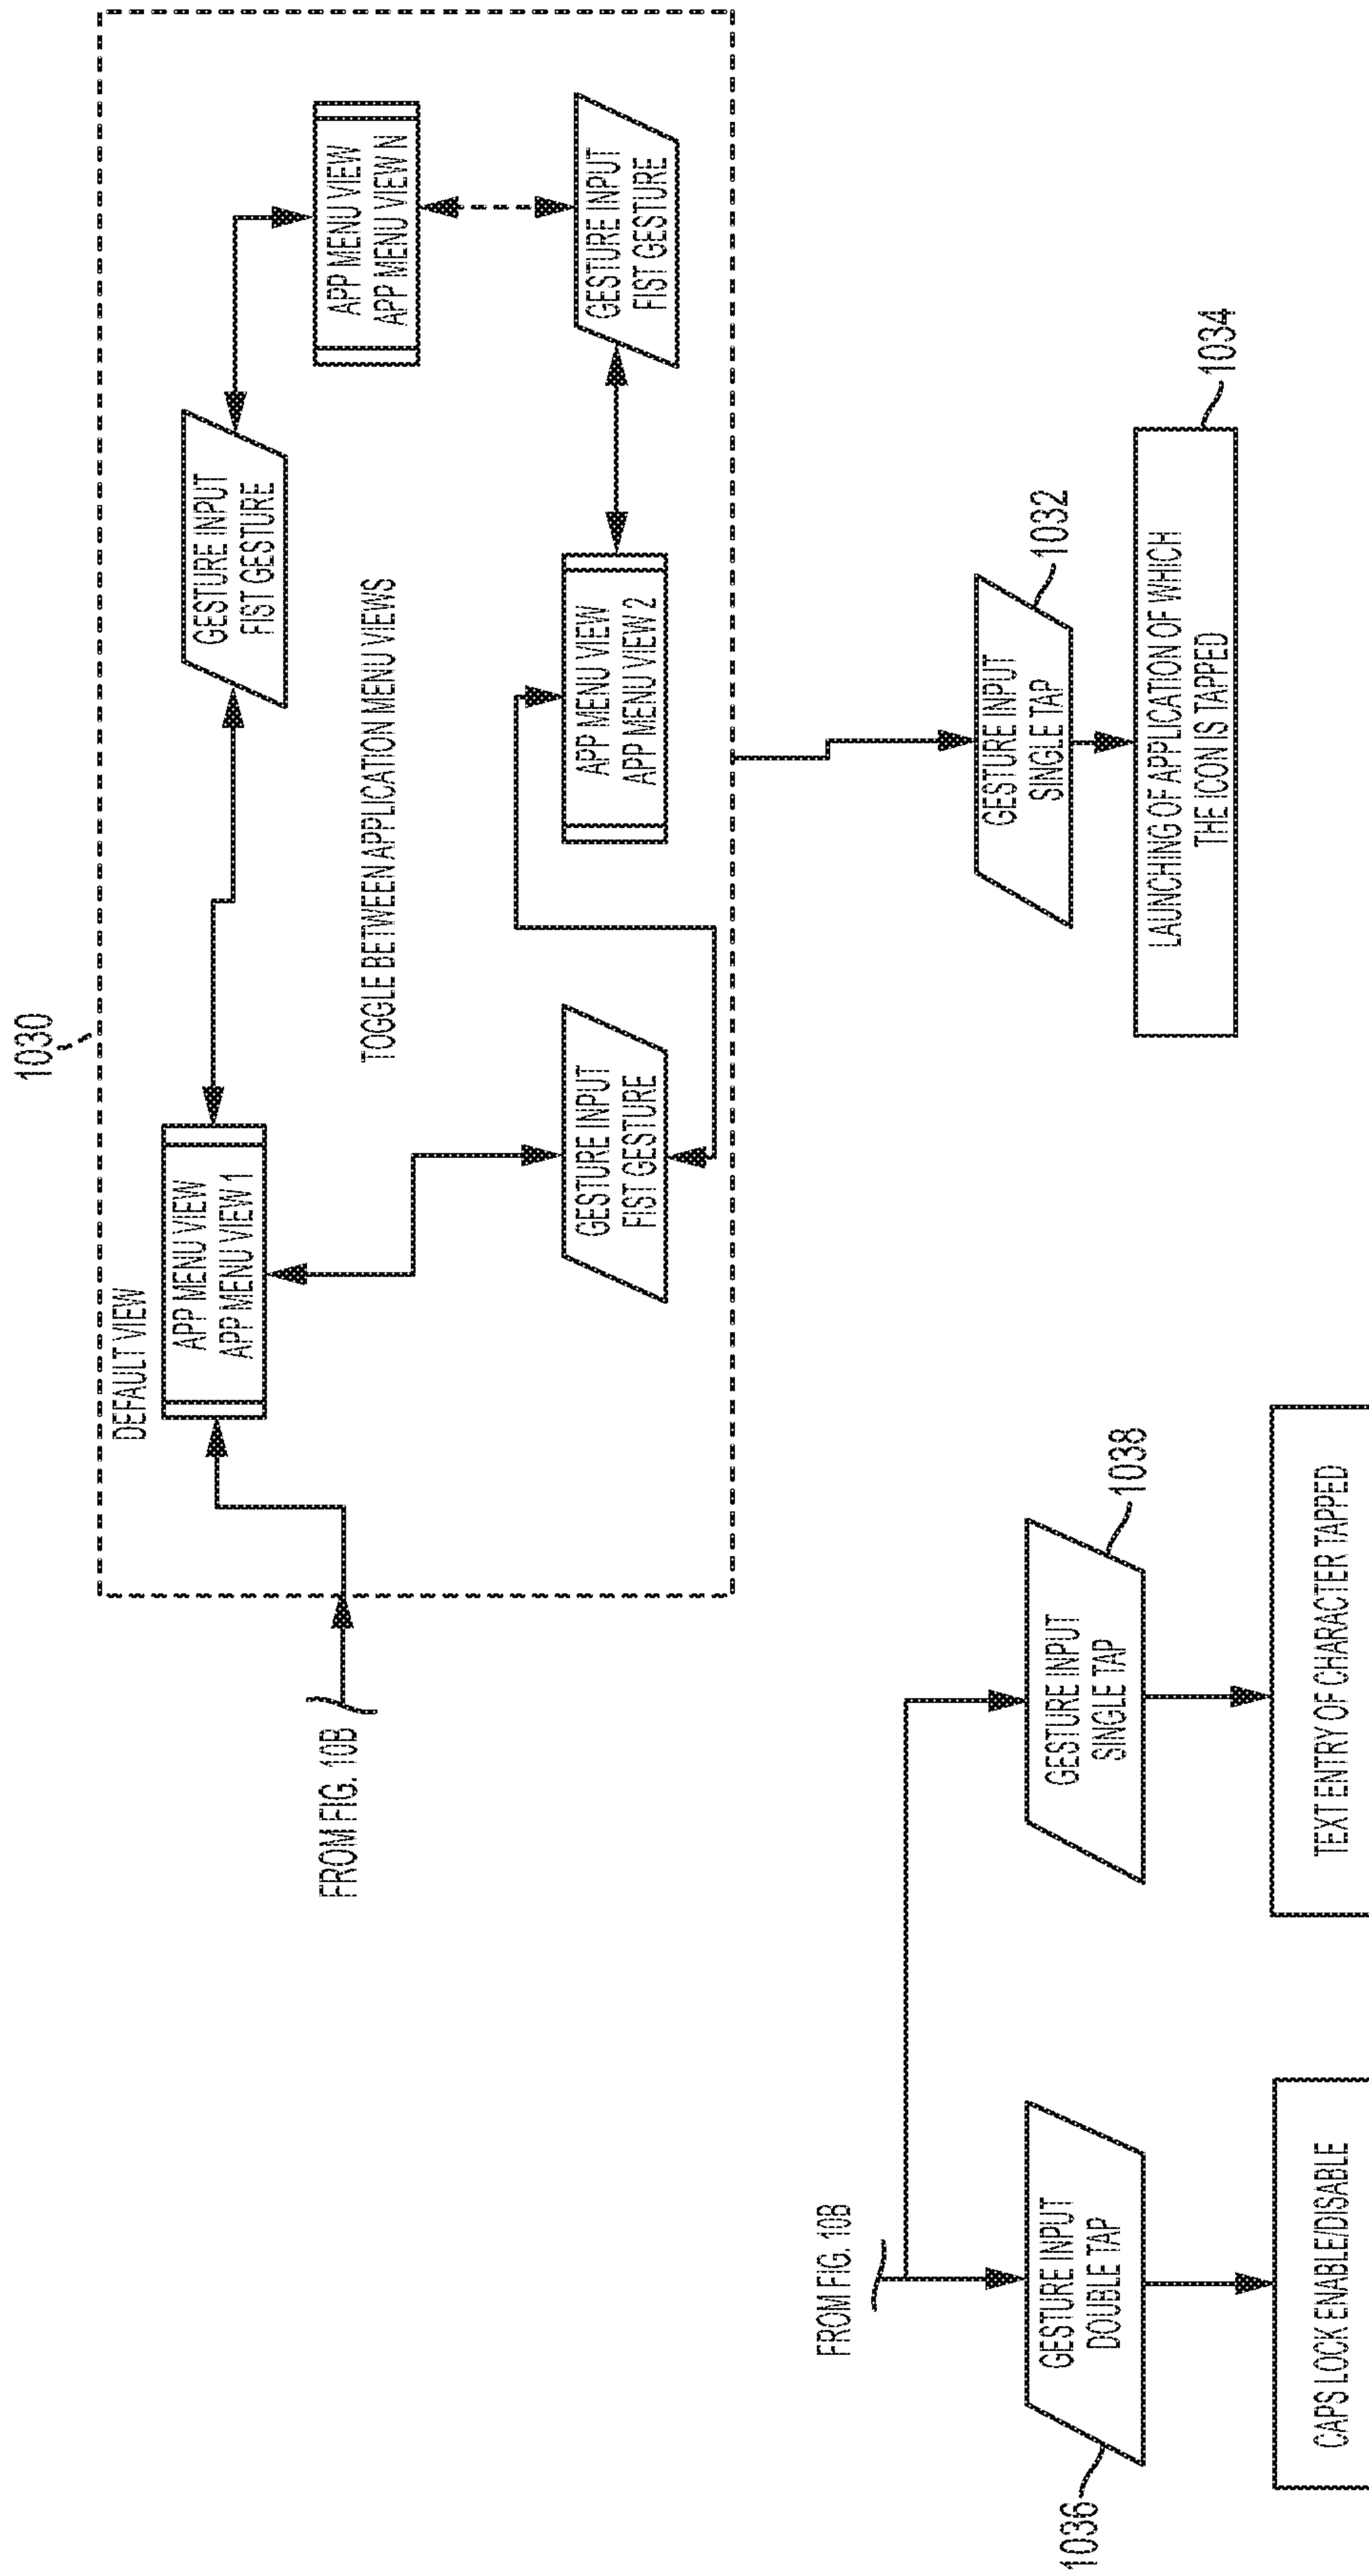 1030
DEFAULT VIEW
APP MENU VIEW
APP MENU VIEW 1
GESTURE INPUT
FIST GESTURE
APP MENU VIEW
APP MENU VIEW N
TOGGLE BETWEEN APPLICATION MENU VIEWS
FROM FIG. 10B
GESTURE INPUT
FIST GESTURE
APP MENU VIEW
APP MENU VIEW 2
GESTURE INPUT
FIST GESTURE
GESTURE INPUT
SINGLE TAP
1032
LAUNCHING OF APPLICATION OF WHICH
THE ICON IS TAPPED
1034
FROM FIG. 10B
1036
GESTURE INPUT
DOUBLE TAP
GESTURE INPUT
SINGLE TAP
1038
CAPS LOCK ENABLE/DISABLE
TEXT ENTRY OF CHARACTER TAPPED